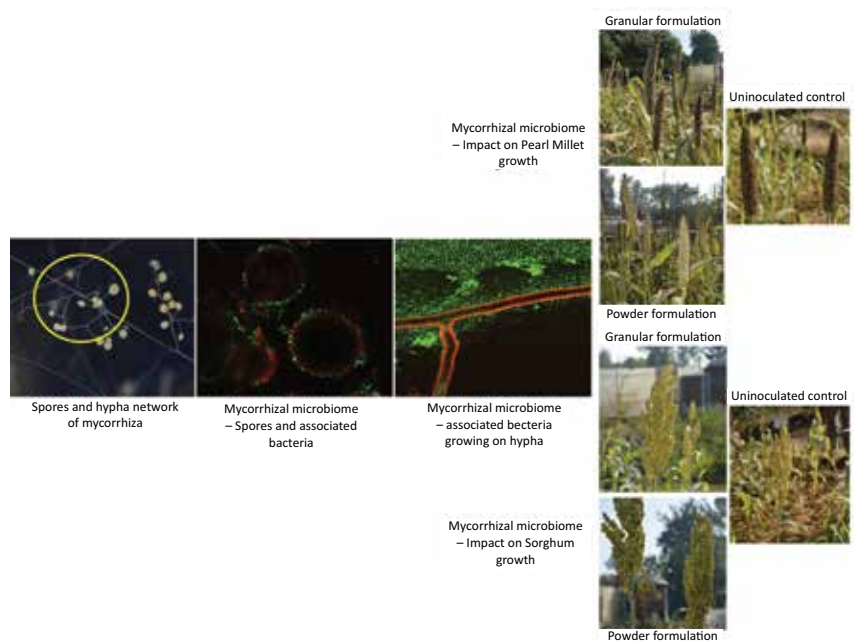 Granular formulation
Uninoculated control
Mycorrhizal microbiome
– Impact on Pearl Millet
growth
Powder formulation
Granular formulation
Uninoculated control
Spores and hypha network
of mycorrhiza
Mycorrhizal microbiome
– Spores and associated
bacteria
Mycorrhizal microbiome
– associated becteria
growing on hypha
Mycorrhizal microbiome
– Impact on Sorghum
growth
Powder formulation